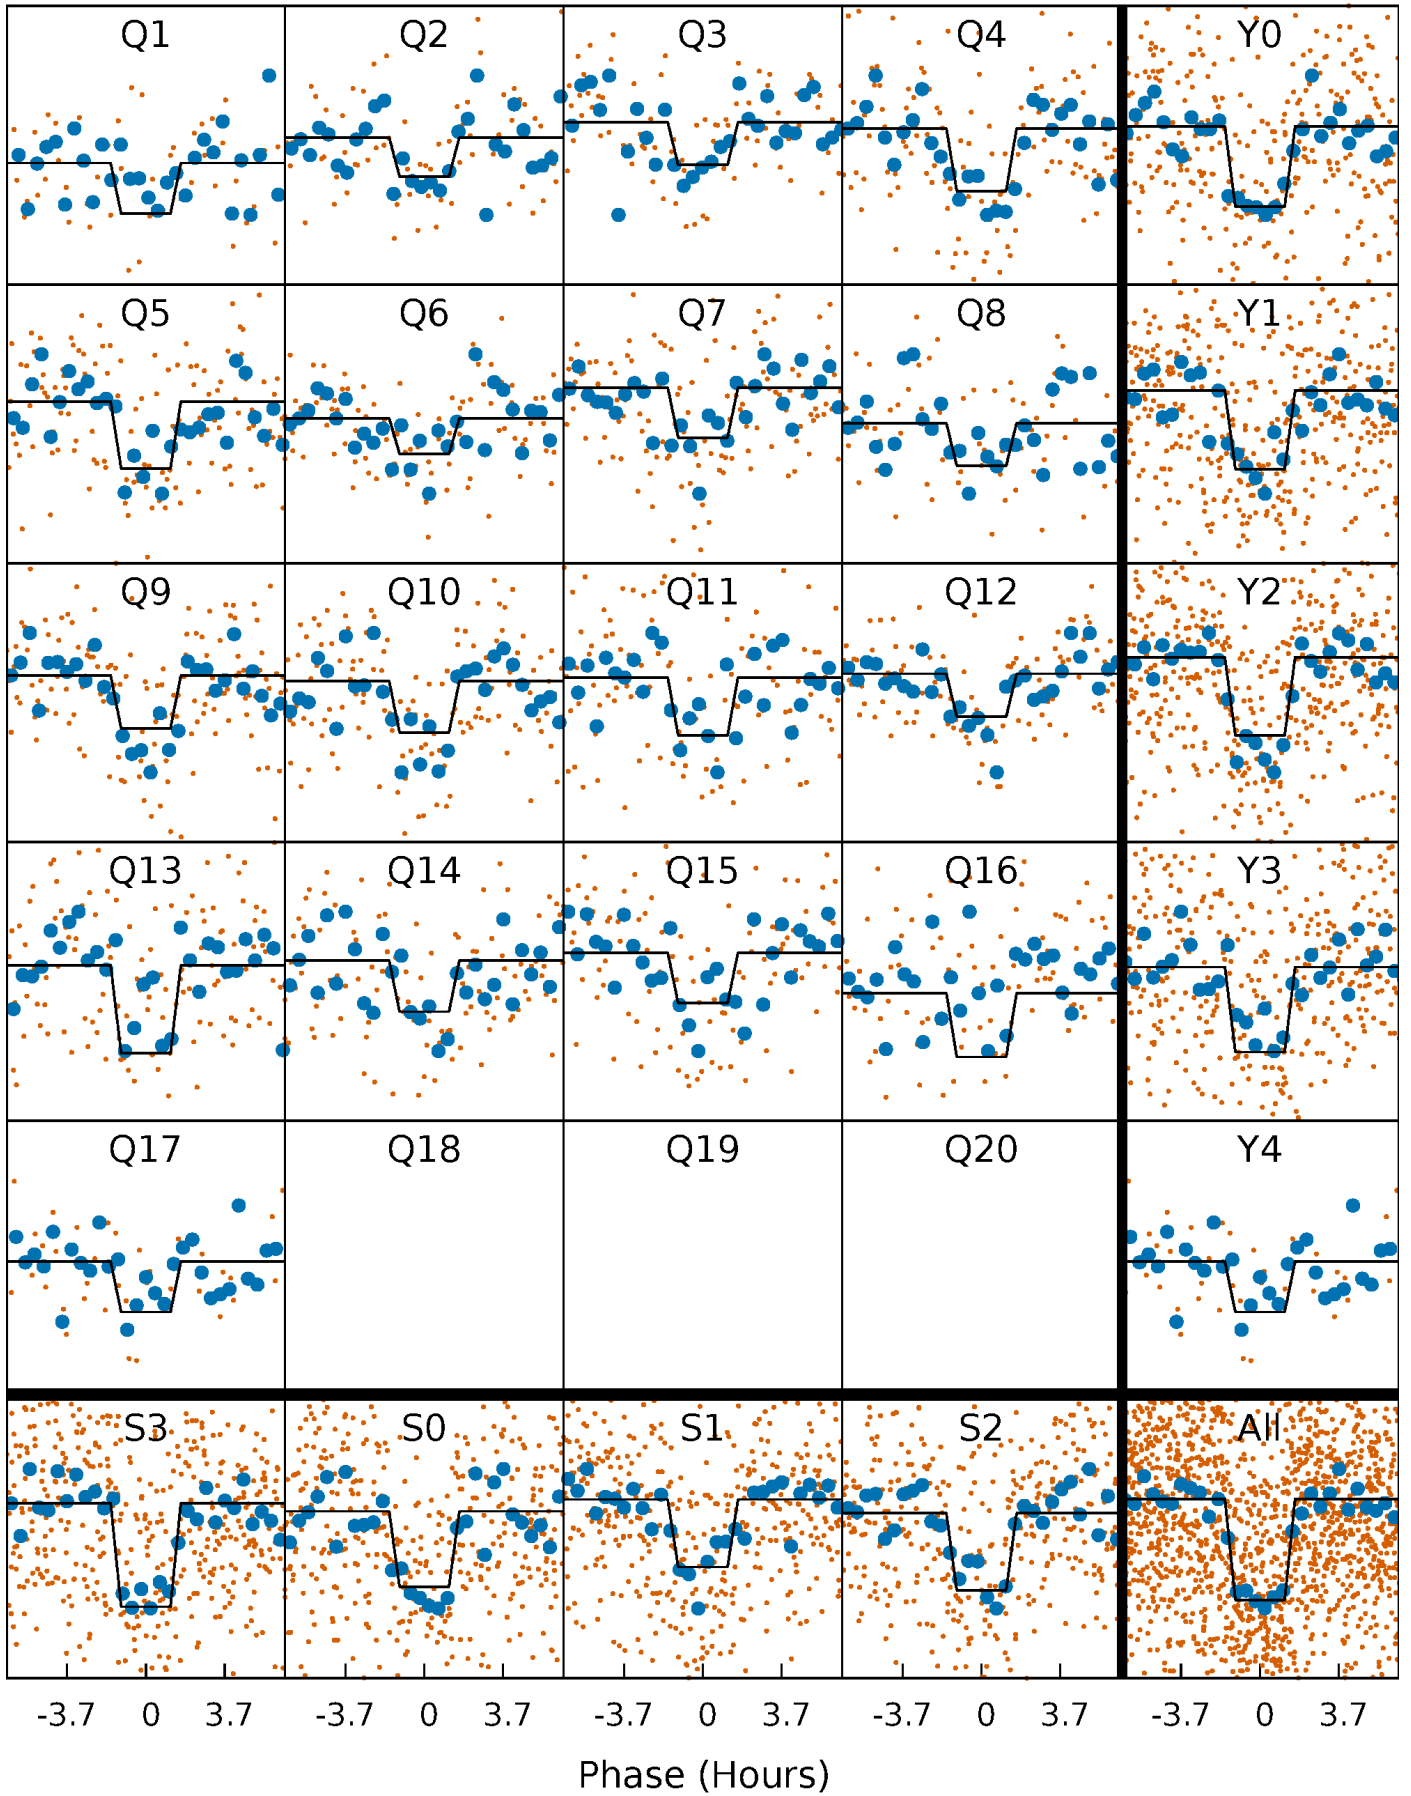 Q1 Q2 Q3 Q4 Y0
Q5 Q6 Q7 Q8 Y1
Q9 Q10 Q11 Q12 Y2
Q13 Q14 Q15 Q16 Y3
Q17 Q18 Q19 Q20 Y4
S3 S0 S1 S2 All
-3.7 0 3.7 -3.7 0 3.7 -3.7 0 3.7 -3.7 0 3.7 -3.7 0 3.7
Phase (Hours)